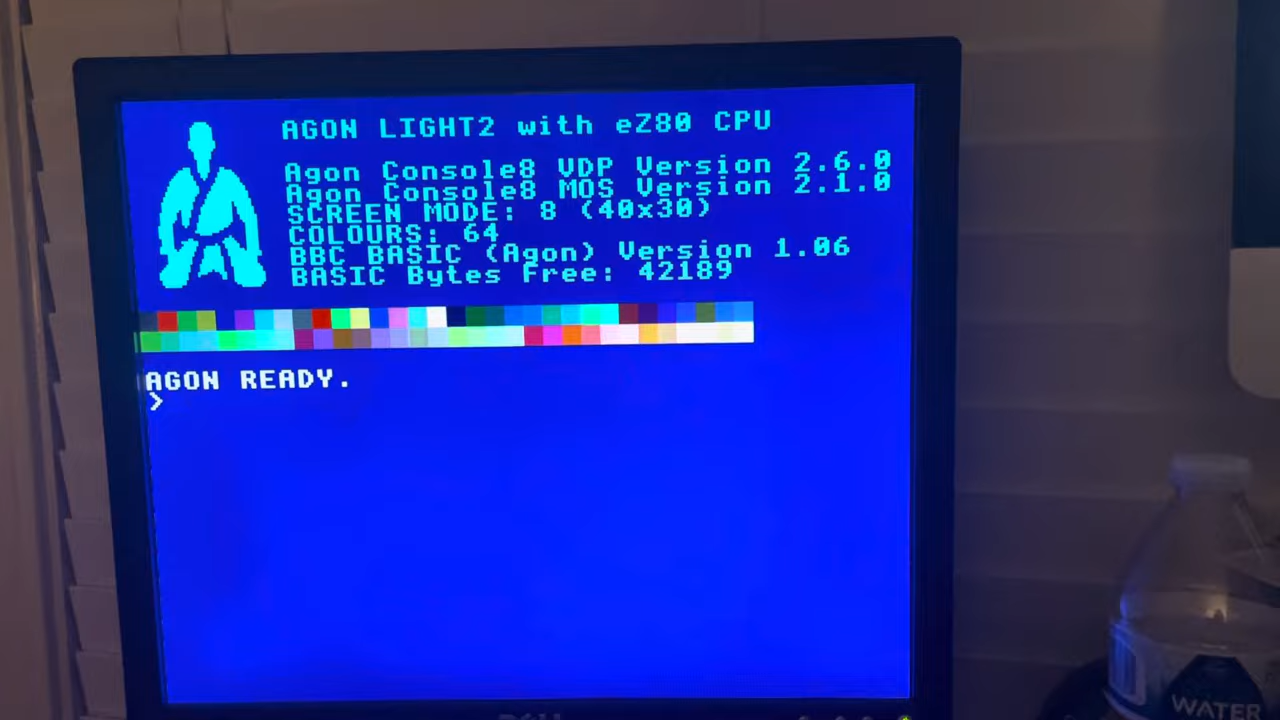 AGON LIGHT2 with eZ80 CPU
Agon Console8 VDP Version 2.6.0
Agon Console8 MOS Version 2.1.0
SCREEN MODE: 8 (40x30)
COLOURS: 64
BBC BASIC (Agon) Version 1.06
BASIC Bytes Free: 42189
AGON READY.
>
WATER